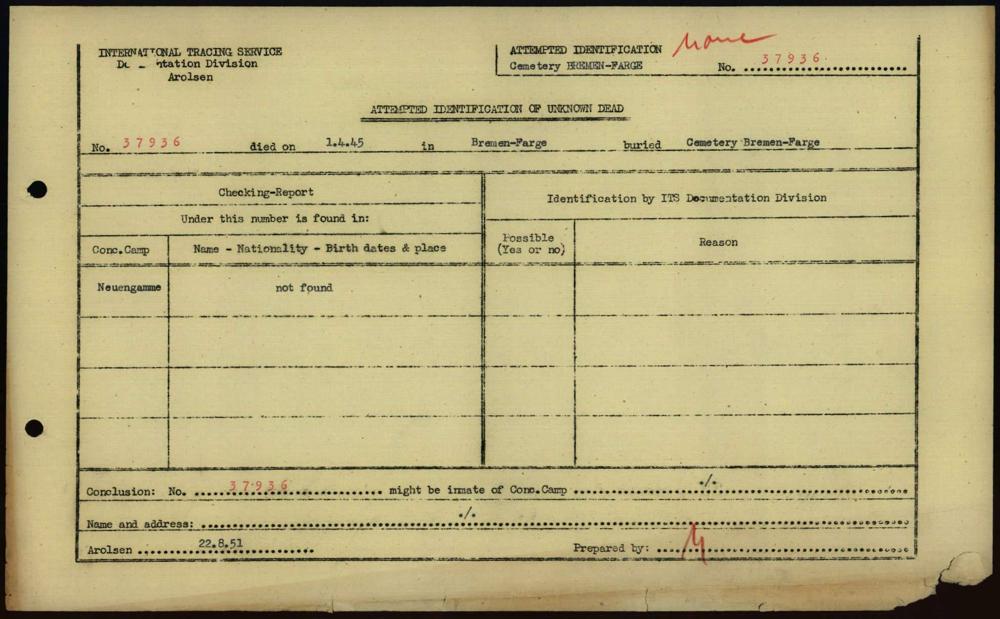 INTERNATIONAL TRACING SERVICE
Division
Arolsen
ATTEMPTED IDENTIFICATION
Cemetery BREMEN-FARGE No. 37936
ATTEMPTED IDENTIFICATION OF UNKNOWN DEAD
No. 37936 died on 1.4.45 in Bremen-Farge buried Cemetery Bremen-Farge
Checking-Report
Identification by ITS Documentation Division
Under this number is found in:
Conc.Camp Name - Nationality - Birth dates & place
Possible
(Yes or no)
Reason
Neuengamme not found
Conclusion: No. 37936 might be inmate of Conc.Camp ./.
Name and address: ./.
Arolsen 22.8.51 Prepared by: